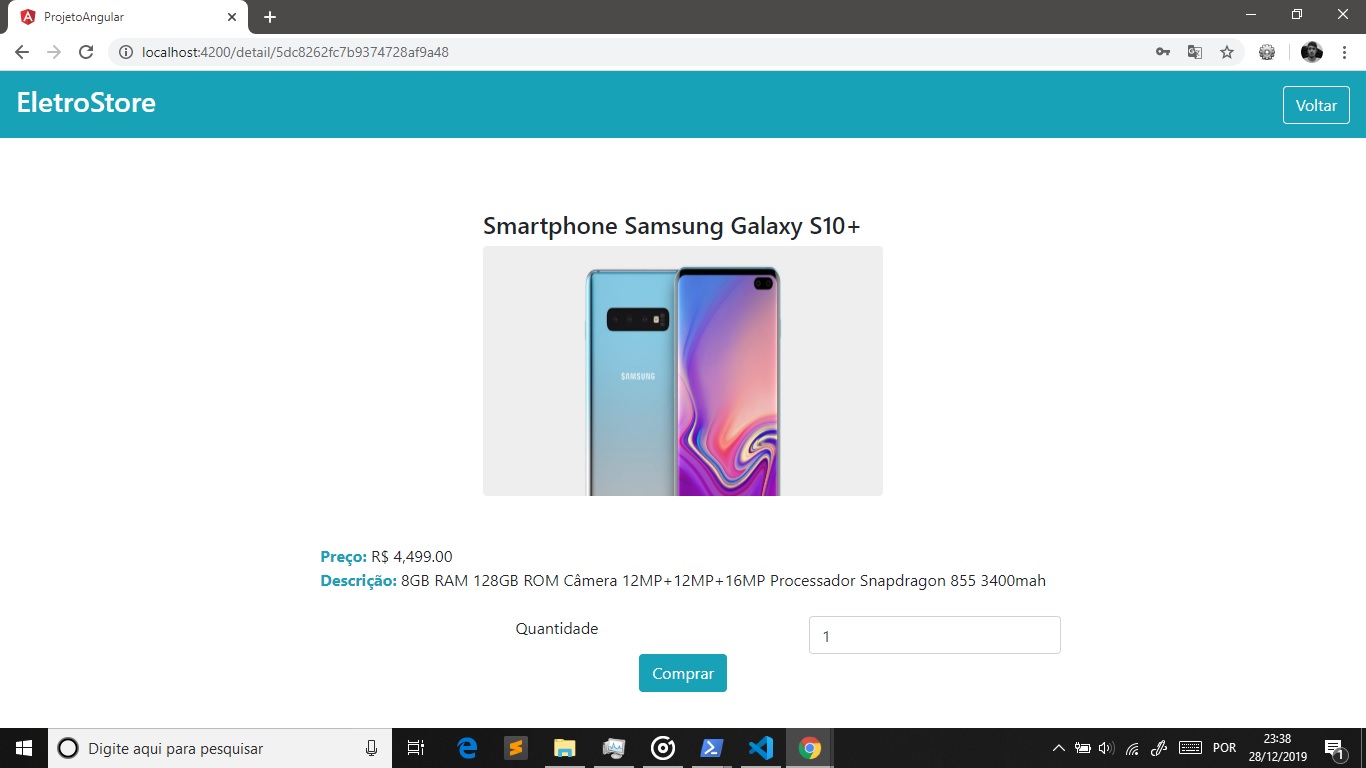 ProjetoAngular
localhost:4200/detail/5dc8262fc7b9374728af9a48
EletroStore
Voltar
Smartphone Samsung Galaxy S10+
SAMSUNG
Preço: R$ 4,499.00
Descrição: 8GB RAM 128GB ROM Câmera 12MP+12MP+16MP Processador Snapdragon 855 3400mah
Quantidade
1
Comprar
Digite aqui para pesquisar
POR
23:38
28/12/2019
1